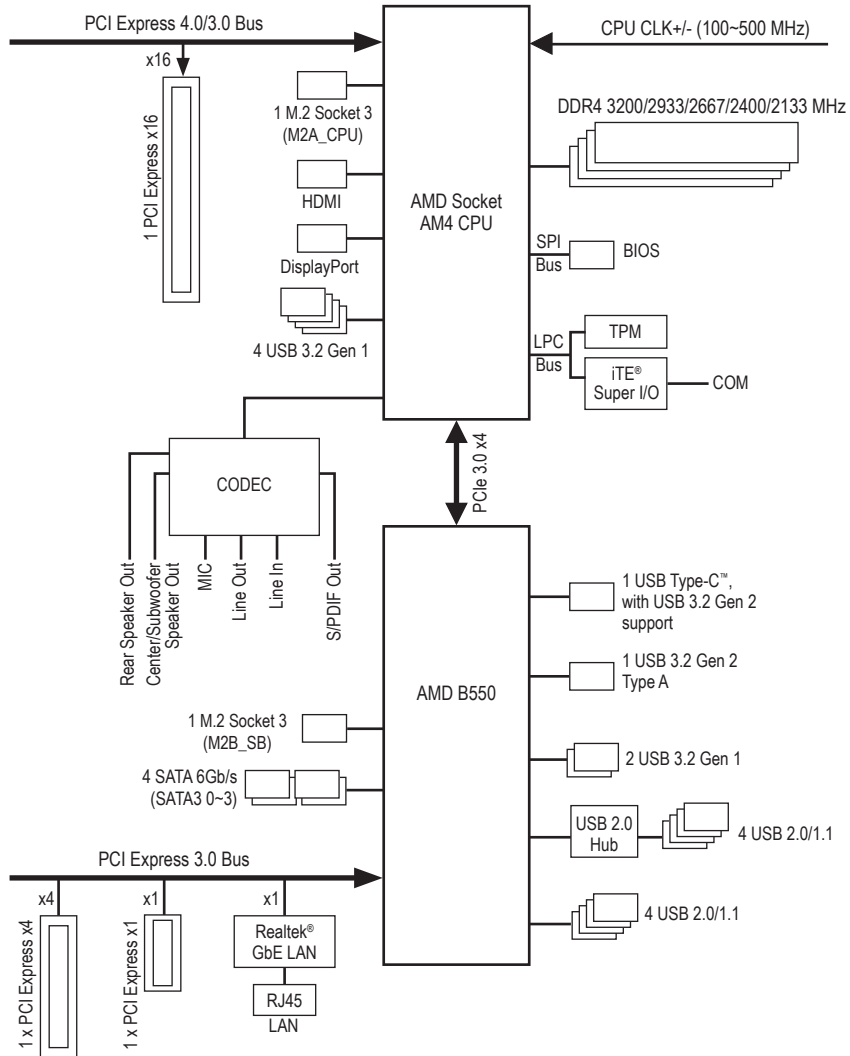 PCI Express 4.0/3.0 Bus
CPU CLK+/- (100~500 MHz)
x16
1 PCI Express x16
1 M.2 Socket 3
(M2A_CPU)
HDMI
DisplayPort
4 USB 3.2 Gen 1
AMD Socket
AM4 CPU
DDR4 3200/2933/2667/2400/2133 MHz
SPI
Bus
BIOS
LPC
Bus
TPM
iTE®
Super I/O
COM
PCIe 3.0 x4
CODEC
Rear Speaker Out
Center/Subwoofer
Speaker Out
MIC
Line Out
Line In
S/PDIF Out
AMD B550
1 USB Type-C™,
with USB 3.2 Gen 2
support
1 USB 3.2 Gen 2
Type A
1 M.2 Socket 3
(M2B_SB)
4 SATA 6Gb/s
(SATA3 0~3)
2 USB 3.2 Gen 1
USB 2.0
Hub
4 USB 2.0/1.1
4 USB 2.0/1.1
PCI Express 3.0 Bus
x4
x1
x1
1 x PCI Express x4
1 x PCI Express x1
Realtek®
GbE LAN
RJ45
LAN